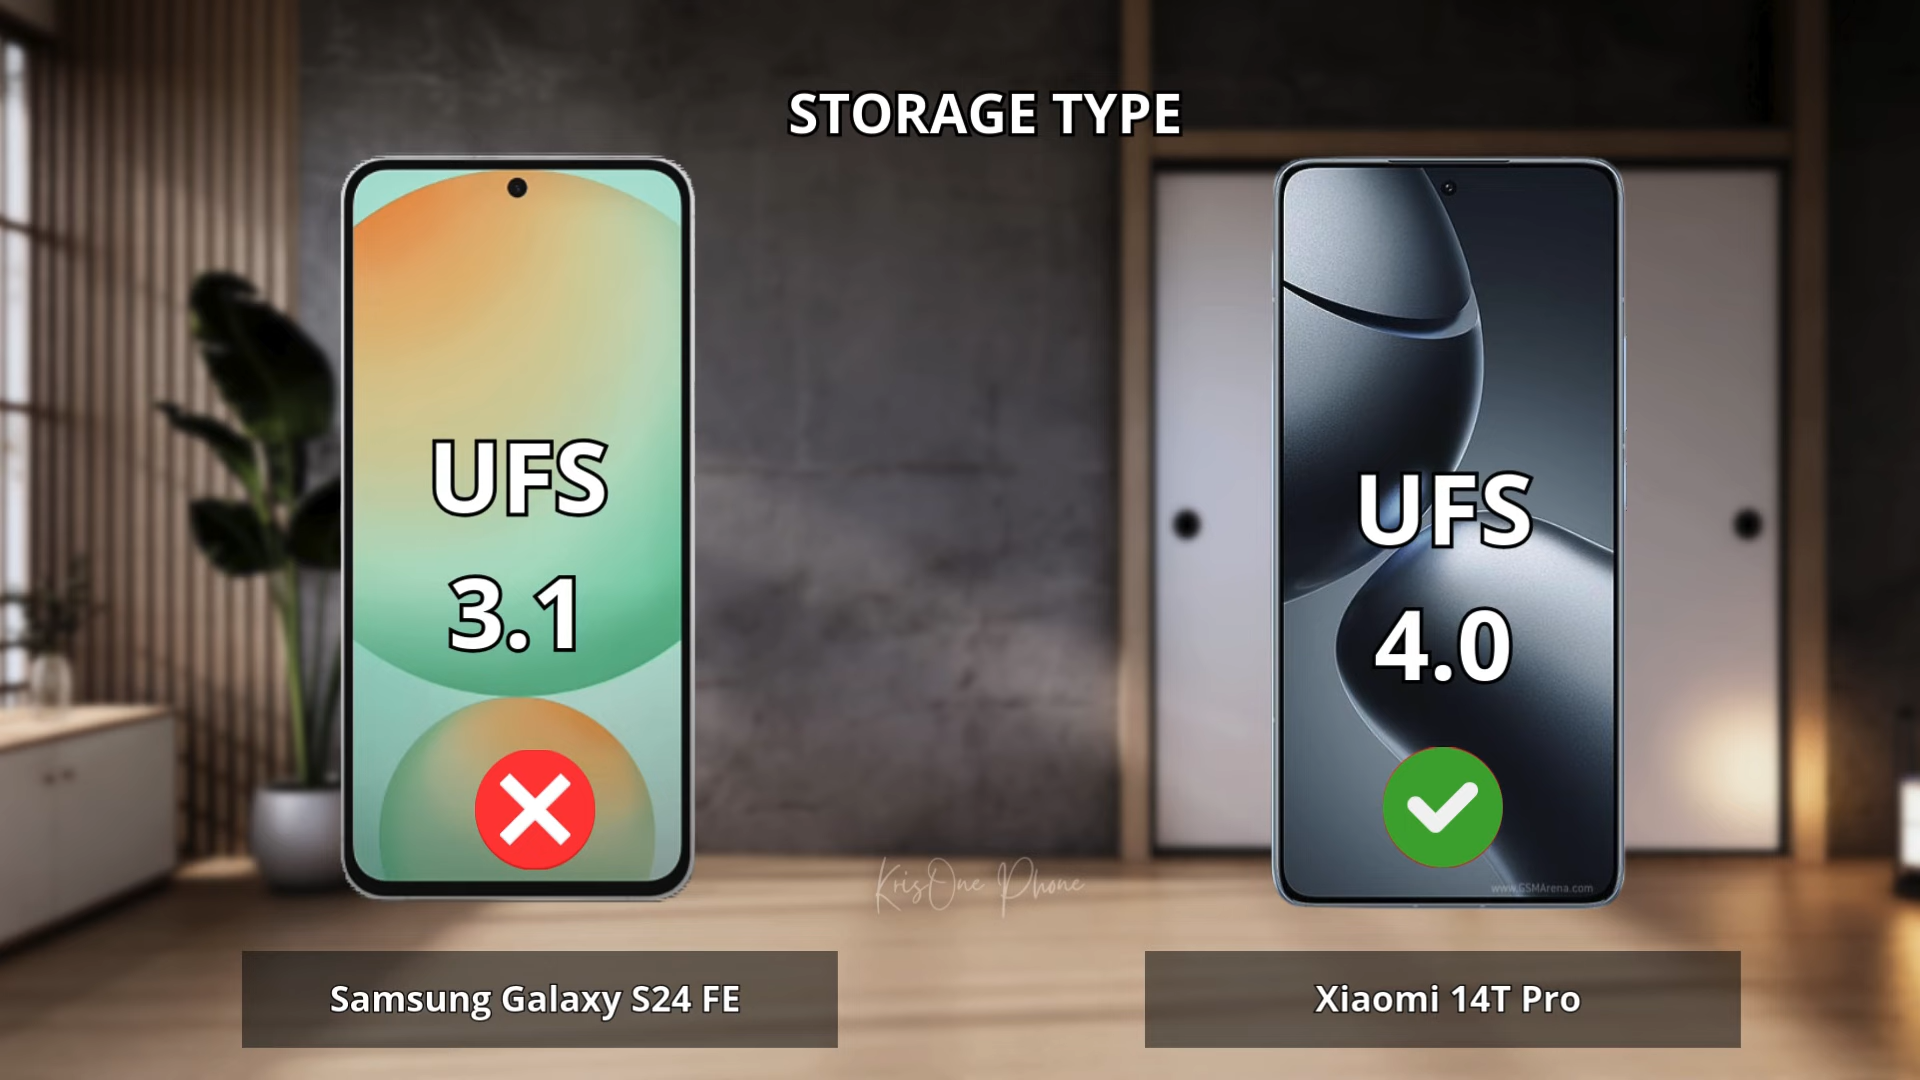 STORAGE TYPE
UFS
3.1
UFS
4.0
www.GSMArena.com
KrisOne Phone
Samsung Galaxy S24 FE
Xiaomi 14T Pro